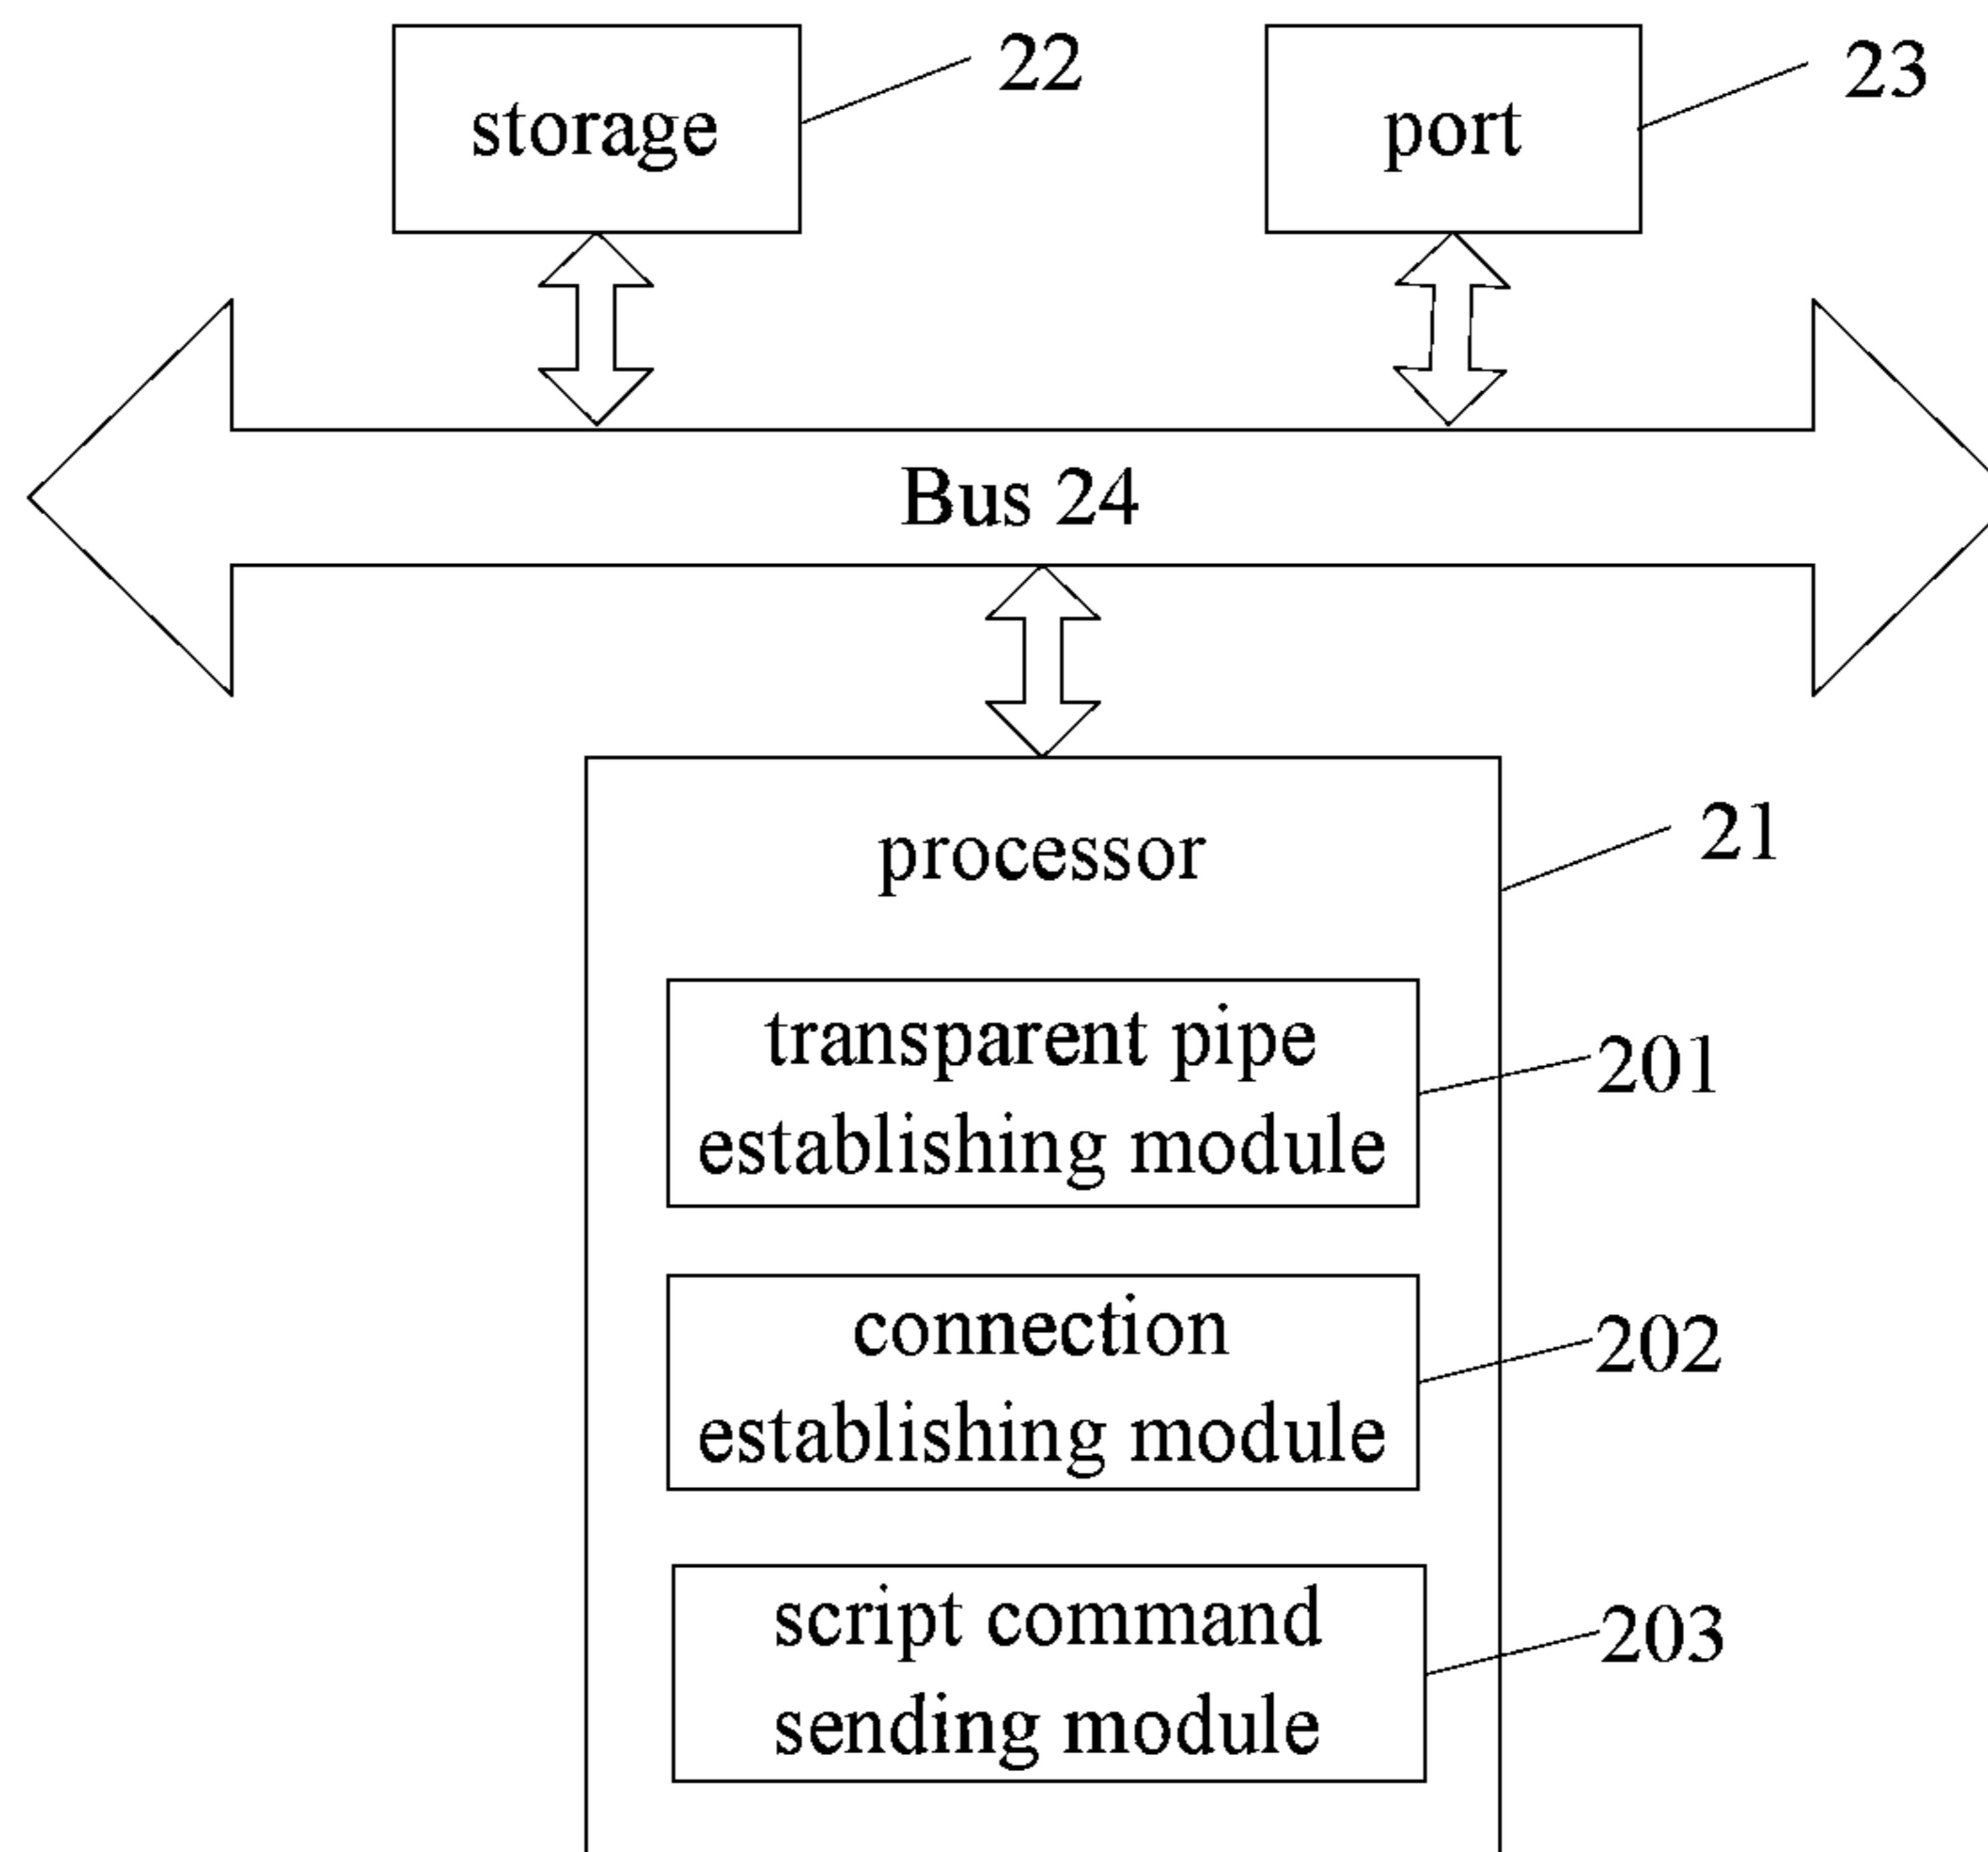 storage
22
port
23
Bus 24
processor
21
transparent pipe
establishing module
201
connection
establishing module
202
script command
sending module
203